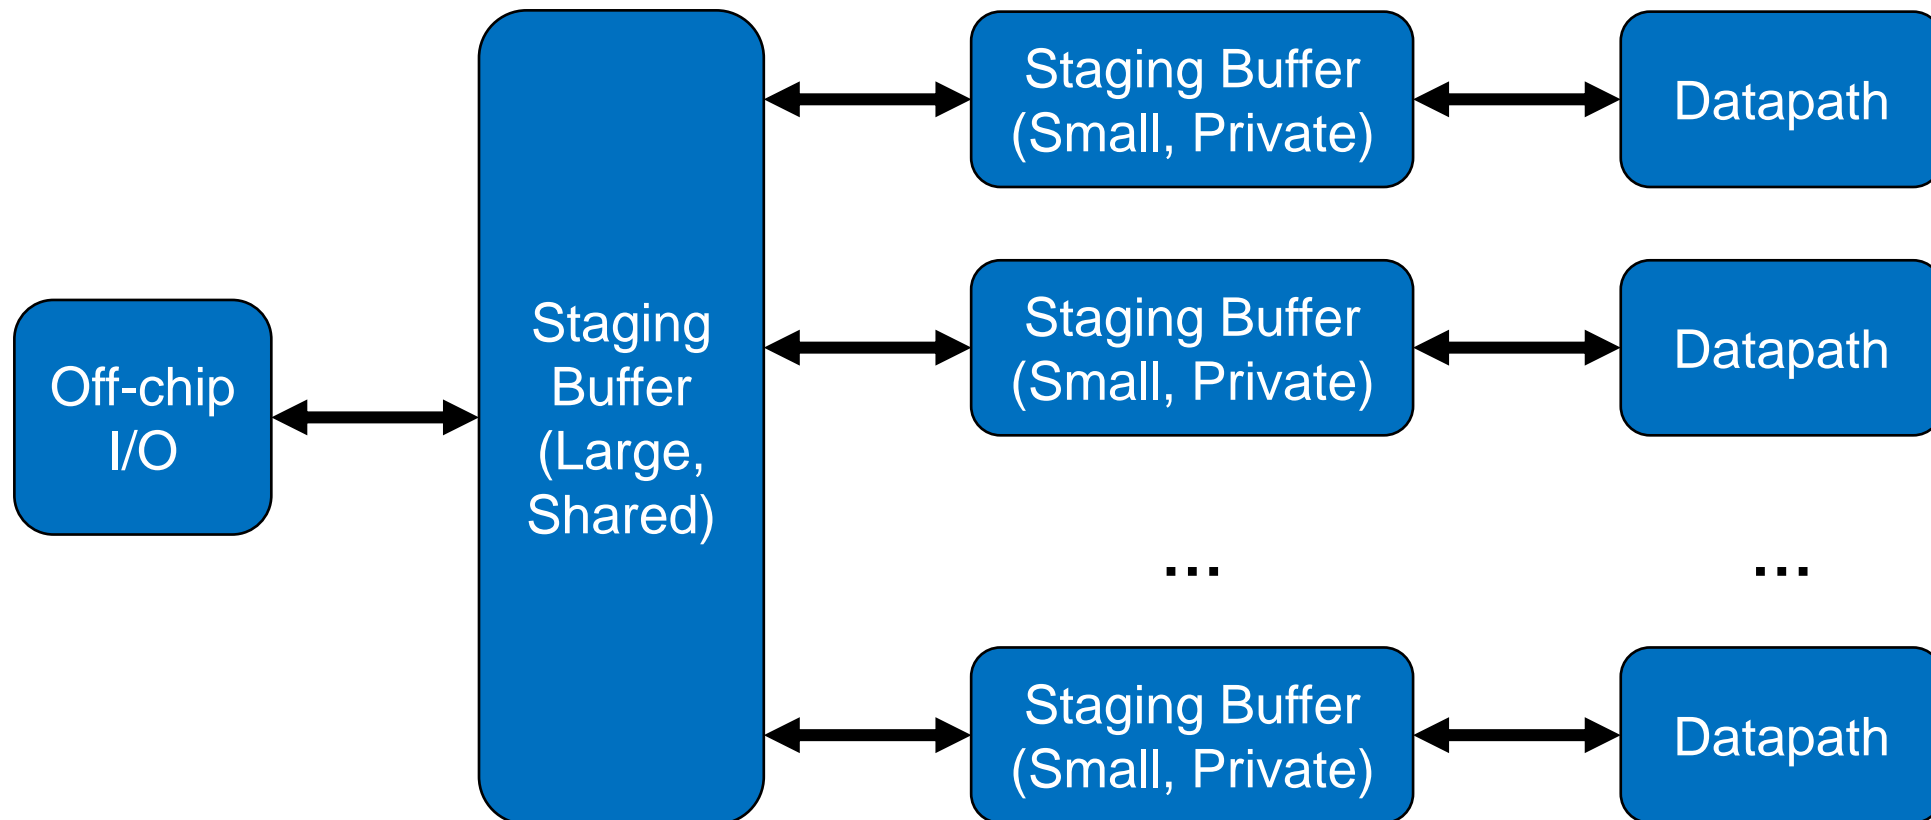 Off-chip
I/O
Staging
Buffer
(Large,
Shared)
Staging Buffer
(Small, Private)
Datapath
Staging Buffer
(Small, Private)
Datapath
...
...
Staging Buffer
(Small, Private)
Datapath